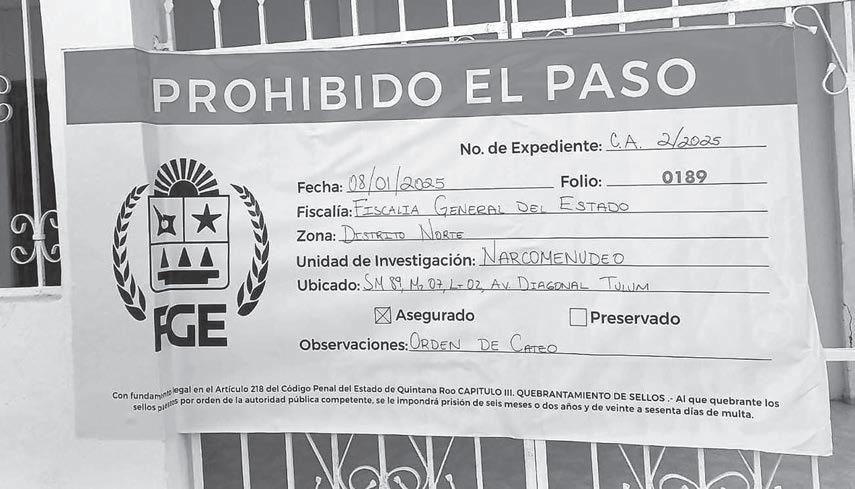 PROHIBIDO EL PASO
No. de Expediente: C.A. 2/2025
Fecha: 08/01/2025 Folio: 0189
Fiscalía: FISCALIA GENERAL DEL ESTADO
Zona: DISTRITO NORTE
Unidad de Investigación: NARCOMENUDEO
Ubicado: SM 89, Mz 07, L-02, AV. DIAGONAL TULUM
☒ Asegurado ☐ Preservado
Observaciones: ORDEN DE CATEO
FGE
Con fundamento legal en el Artículo 218 del Código Penal del Estado de Quintana Roo CAPITULO III. QUEBRANTAMIENTO DE SELLOS .- Al que quebrante los
sellos puestos por orden de la autoridad pública competente, se le impondrá prisión de seis meses o dos años y de veinte a sesenta días de multa.